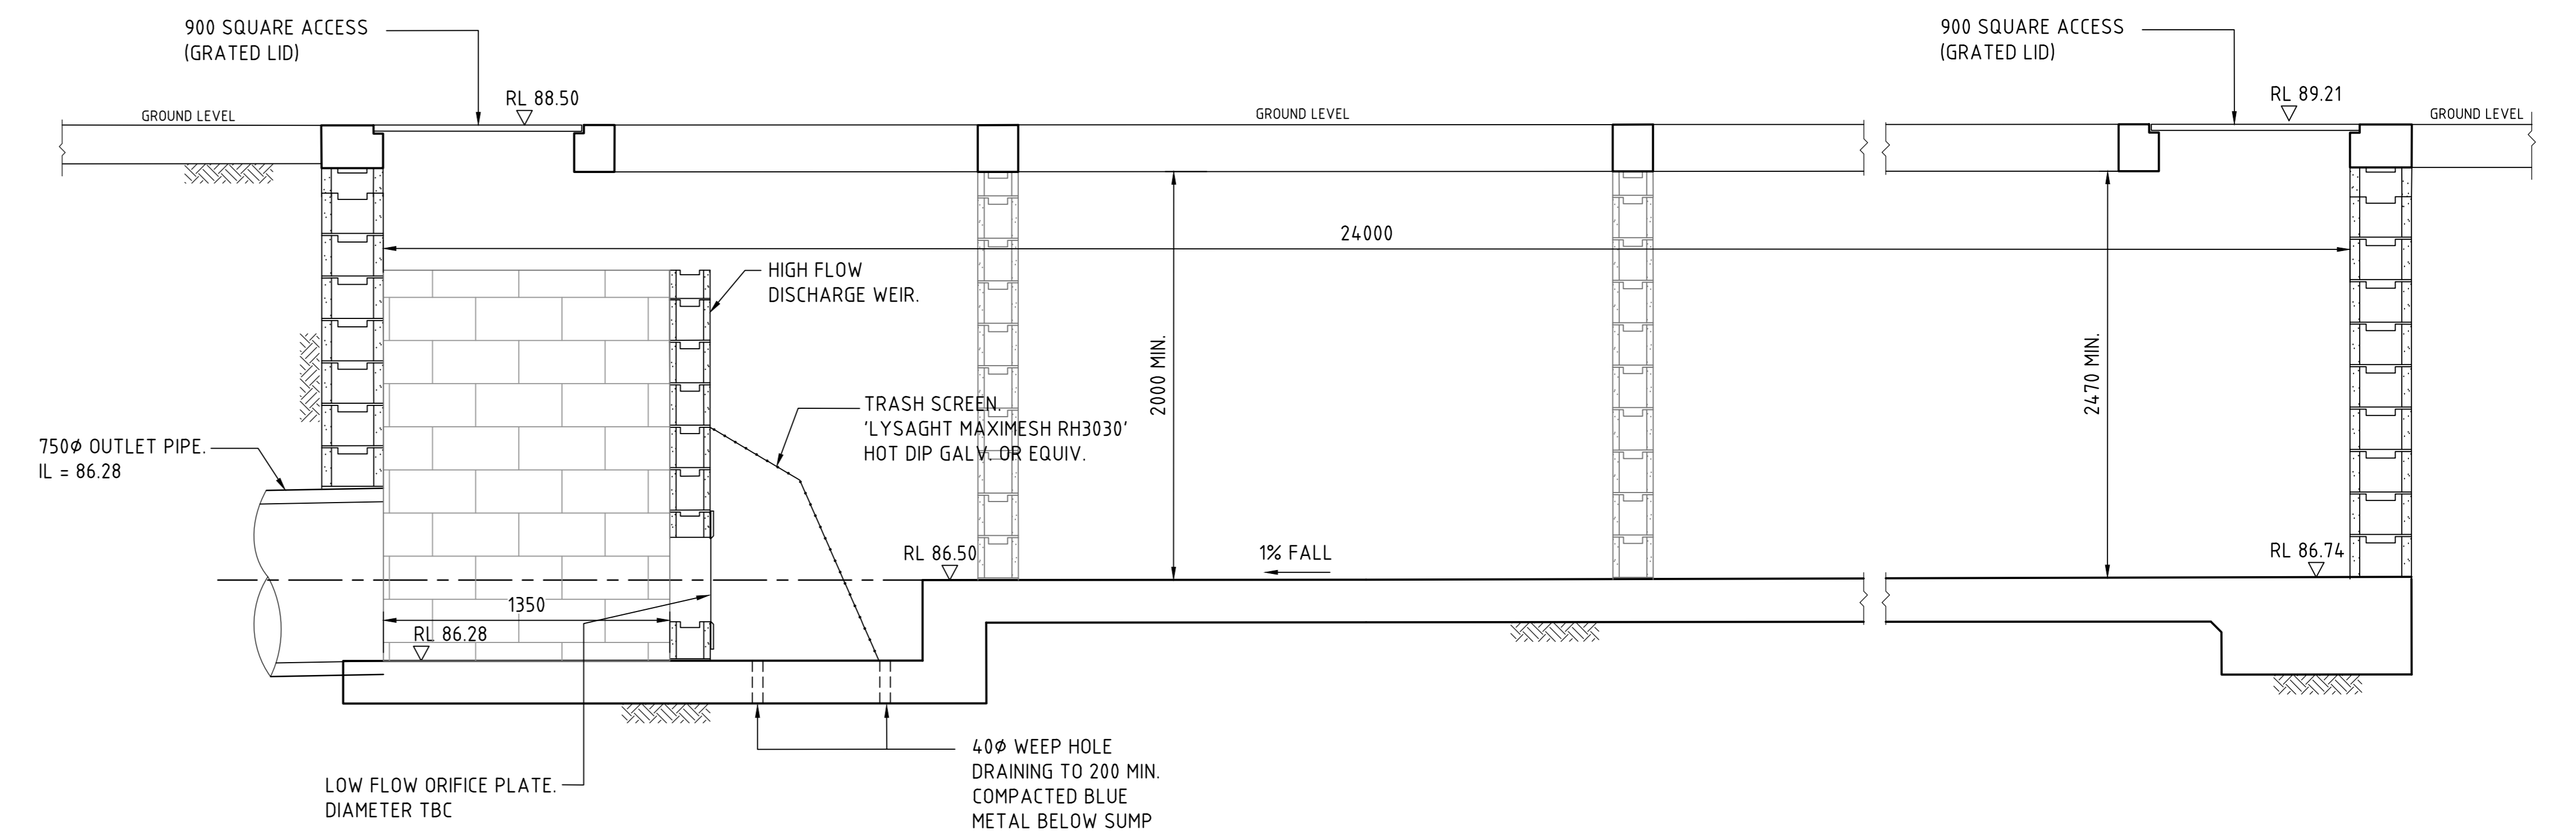 900 SQUARE ACCESS
(GRATED LID)
900 SQUARE ACCESS
(GRATED LID)
RL 88.50
RL 89.21
GROUND LEVEL
GROUND LEVEL
GROUND LEVEL
24000
HIGH FLOW
DISCHARGE WEIR.
2000 MIN.
2470 MIN.
TRASH SCREEN.
'LYSAGHT MAXIMESH RH3030'
HOT DIP GALV. OR EQUIV.
750Ø OUTLET PIPE.
IL = 86.28
RL 86.50
1% FALL
RL 86.74
1350
RL 86.28
40Ø WEEP HOLE
DRAINING TO 200 MIN.
COMPACTED BLUE
METAL BELOW SUMP
LOW FLOW ORIFICE PLATE.
DIAMETER TBC